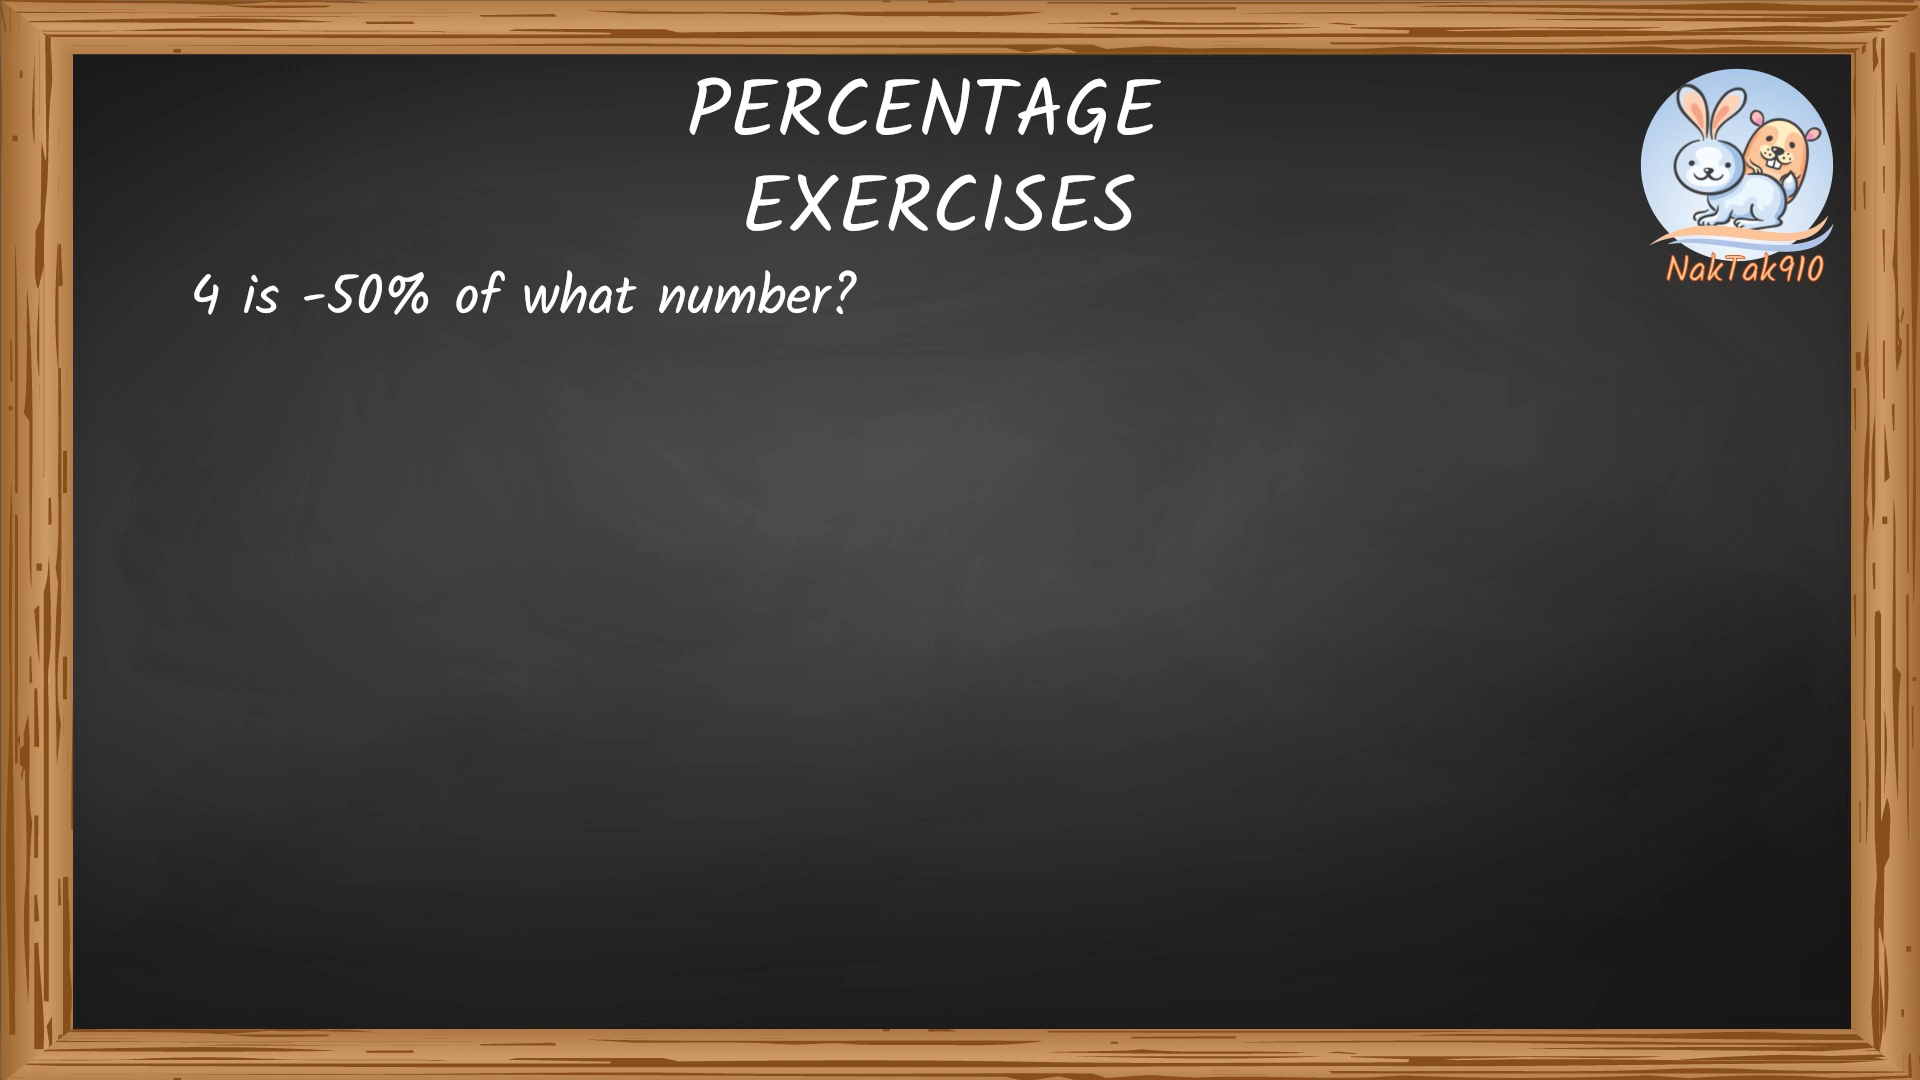 PERCENTAGE
EXERCISES
4 is -50% of what number?
NakTak910